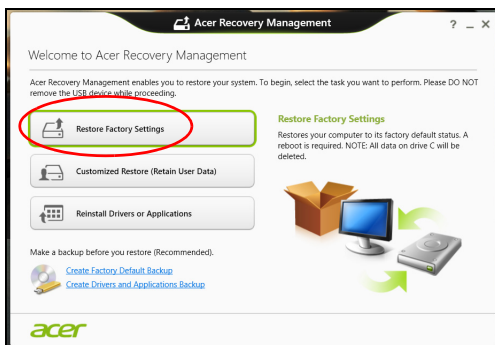 Acer Recovery Management
? _ ×
Welcome to Acer Recovery Management
Acer Recovery Management enables you to restore your system. To begin, select the task you want to perform. Please DO NOT
remove the USB device while proceeding.
Restore Factory Settings
Customized Restore (Retain User Data)
Reinstall Drivers or Applications
Restore Factory Settings
Restores your computer to its factory default status. A
reboot is required. NOTE: All data on drive C will be
deleted.
Make a backup before you restore (Recommended).
Create Factory Default Backup
Create Drivers and Applications Backup
acer